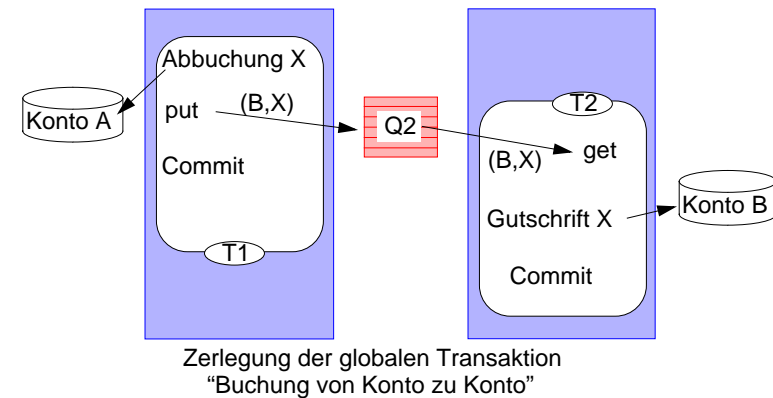 Abbuchung X
Konto A
put
(B,X)
Commit
T1
Q2
T2
(B,X)
get
Gutschrift X
Konto B
Commit
Zerlegung der globalen Transaktion
“Buchung von Konto zu Konto”